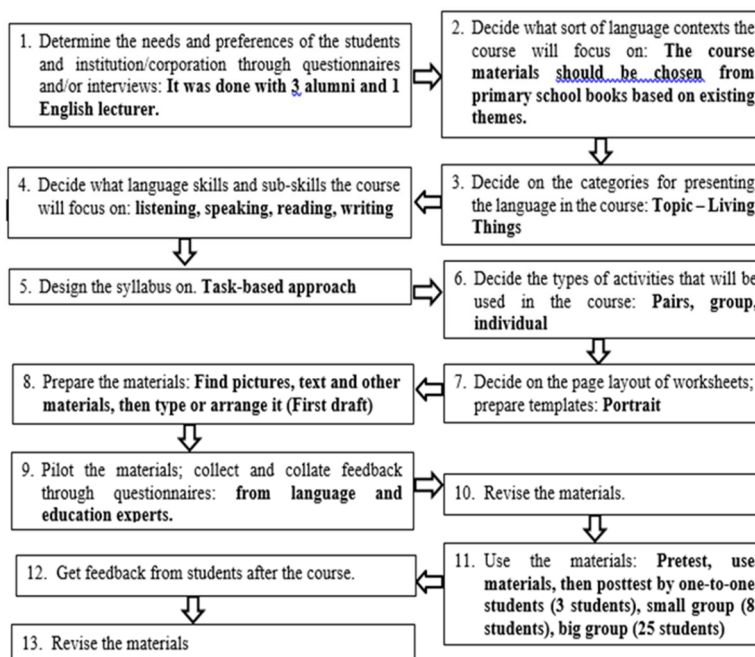 1. Determine the needs and preferences of the students
and institution/corporation through questionnaires
and/or interviews: It was done with 3 alumni and 1
English lecturer.
2. Decide what sort of language contexts the
course will focus on: The course
materials should be chosen from
primary school books based on existing
themes.
3. Decide on the categories for presenting
the language in the course: Topic – Living
Things
4. Decide what language skills and sub-skills the course
will focus on: listening, speaking, reading, writing
5. Design the syllabus on. Task-based approach
6. Decide the types of activities that will be
used in the course: Pairs, group,
individual
7. Decide on the page layout of worksheets;
prepare templates: Portrait
8. Prepare the materials: Find pictures, text and other
materials, then type or arrange it (First draft)
9. Pilot the materials; collect and collate feedback
through questionnaires: from language and
education experts.
10. Revise the materials.
11. Use the materials: Pretest, use
materials, then posttest by one-to-one
students (3 students), small group (8
students), big group (25 students)
12. Get feedback from students after the course.
13. Revise the materials